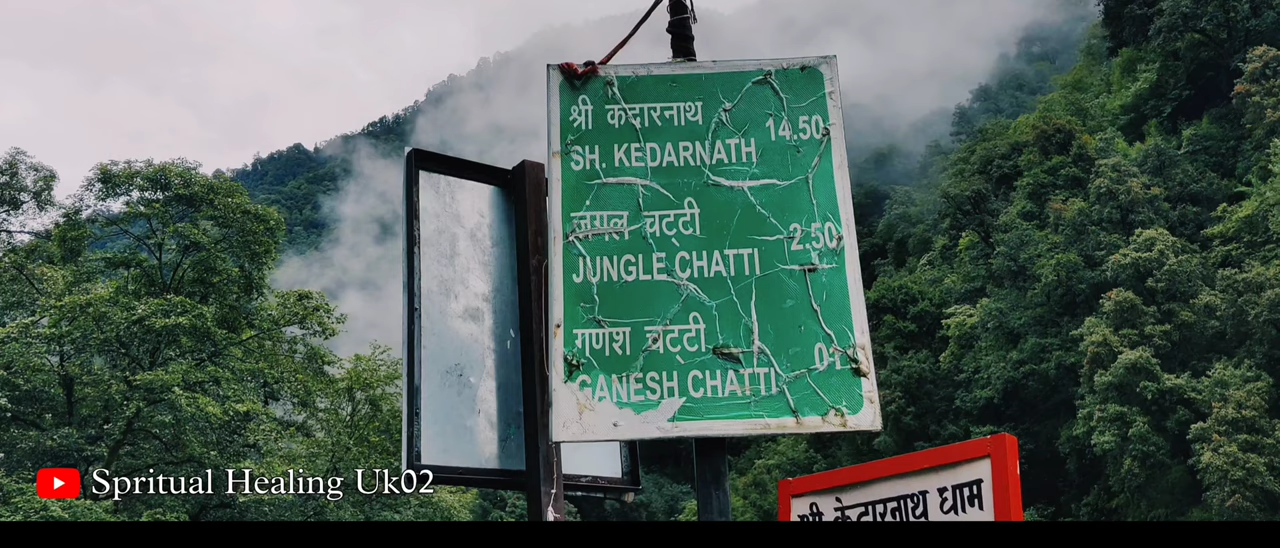 श्री केदारनाथ
14.50
SH. KEDARNATH
जंगल चट्टी
2.50
JUNGLE CHATTI
गणेश चट्टी
01
GANESH CHATTI
श्री केदारनाथ धाम
Spritual Healing Uk02